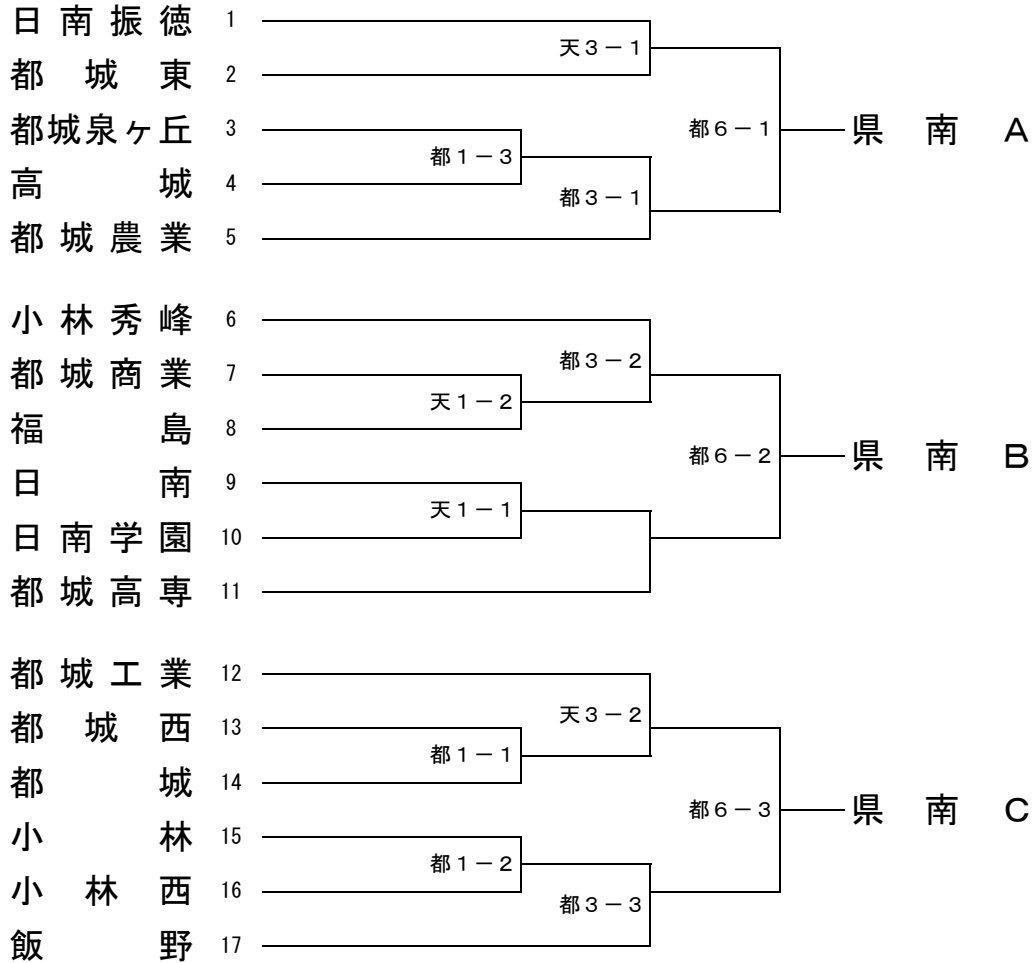 日南振徳 1
天３－１
都城東 2
都城泉ヶ丘 3
都６－１
県南Ａ
都１－３
高城 4
都３－１
都城農業 5
小林秀峰 6
都３－２
都城商業 7
天１－２
福島 8
都６－２
県南Ｂ
日南 9
天１－１
日南学園 10
都城高専 11
都城工業 12
天３－２
都城西 13
都１－１
都城 14
都６－３
県南Ｃ
小林 15
都１－２
小林西 16
都３－３
飯野 17